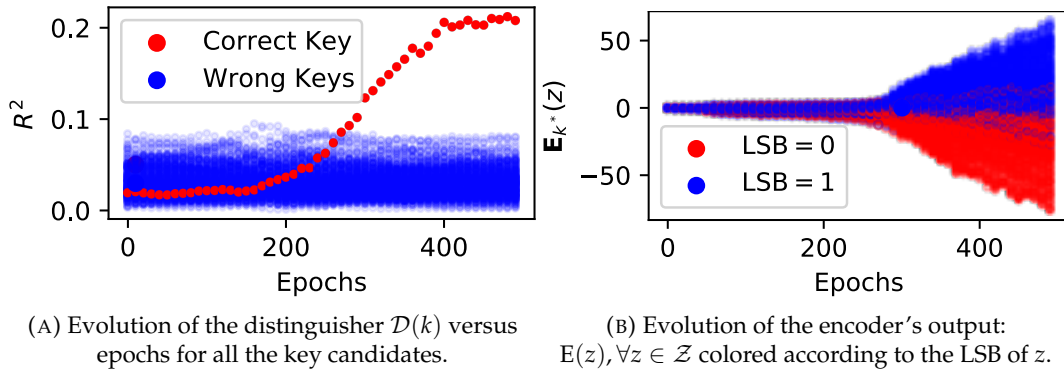 0.2
0.1
0.0
R²
Correct Key
Wrong Keys
0
200
400
Epochs
50
0
−50
E_{k*}(z)
LSB = 0
LSB = 1
0
200
400
Epochs
(A) Evolution of the distinguisher 𝒟(k) versus
epochs for all the key candidates.
(B) Evolution of the encoder's output:
E(z), ∀z ∈ 𝒵 colored according to the LSB of z.